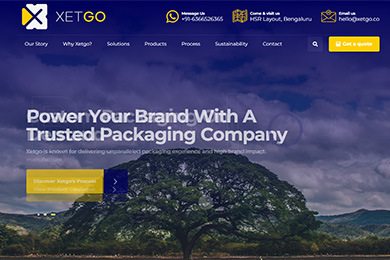 XETGO
Message Us
+91-6366526365
Come & visit us
HSR Layout, Bengaluru
Email us
hello@xetgo.co
Our Story Why Xetgo? Solutions Products Process Sustainability Contact
Get a quote
Power Your Brand With A
Trusted Packaging Company
Xetgo is known for delivering unparalleled packaging experience and high brand impact.
Discover Xetgo's Process